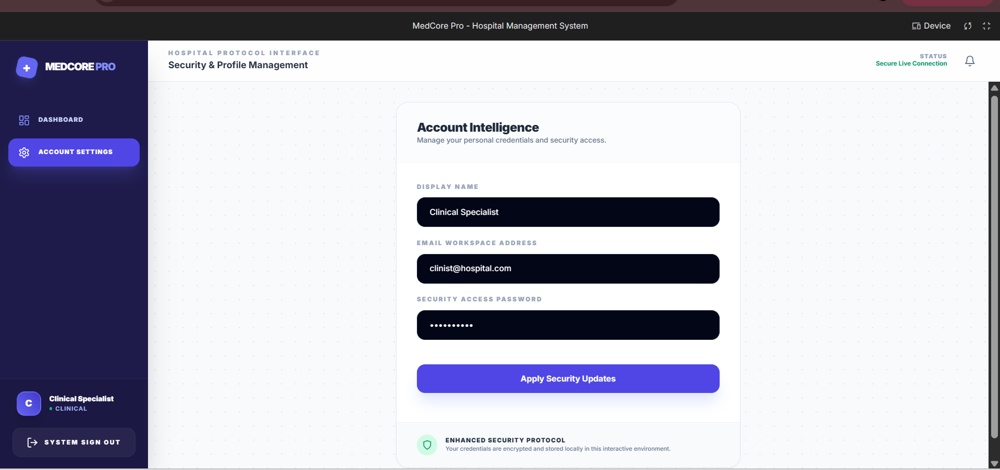 MedCore Pro - Hospital Management System
Device
MEDCORE PRO
HOSPITAL PROTOCOL INTERFACE
Security & Profile Management
STATUS
Secure Live Connection
DASHBOARD
ACCOUNT SETTINGS
Account Intelligence
Manage your personal credentials and security access.
DISPLAY NAME
Clinical Specialist
EMAIL WORKSPACE ADDRESS
clinist@hospital.com
SECURITY ACCESS PASSWORD
••••••••••
Apply Security Updates
ENHANCED SECURITY PROTOCOL
Your credentials are encrypted and stored locally in this interactive environment.
C
Clinical Specialist
CLINICAL
SYSTEM SIGN OUT